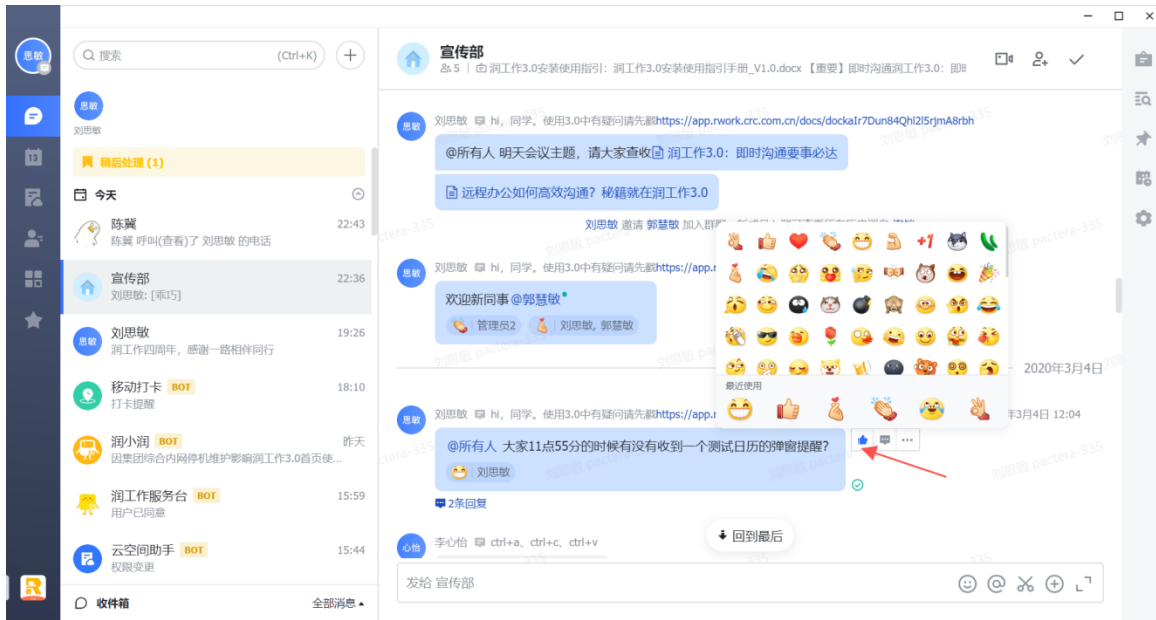 思敏
搜索 (Ctrl+K)
思敏
刘思敏
稍后处理 (1)
13
今天
陈冀 22:43
陈冀 呼叫(查看)了 刘思敏 的电话
宣传部 22:36
刘思敏: [乖巧]
思敏
刘思敏 19:26
润工作四周年，感谢一路相伴同行
移动打卡 BOT 18:10
打卡提醒
润小润 BOT 昨天
因集团综合内网停机维护影响润工作3.0首页使...
润工作服务台 BOT 15:59
用户已同意
云空间助手 BOT 15:44
权限变更
收件箱 全部消息
宣传部
5 | 润工作3.0安装使用指引：润工作3.0安装使用指引手册_V1.0.docx 【重要】即时沟通润工作3.0：即时
思敏
刘思敏 hi，同学。使用3.0中有疑问请先戳https://app.rwork.crc.com.cn/docs/dockaIr7Dun84Qhl2l5rjmA8rbh
@所有人 明天会议主题，请大家查收 润工作3.0：即时沟通要事必达
远程办公如何高效沟通？秘籍就在润工作3.0
刘思敏 邀请 郭慧敏 加入群
思敏
刘思敏 hi，同学。使用3.0中有疑问请先戳https://app.r
欢迎新同事@郭慧敏
管理员2 刘思敏, 郭慧敏
+1
2020年3月4日
最近使用
思敏
刘思敏 hi，同学。使用3.0中有疑问请先戳https://app.r 3月4日 12:04
@所有人 大家11点55分的时候有没有收到一个测试日历的弹窗提醒？
刘思敏
2条回复
心怡
李心怡 ctrl+a、ctrl+c、ctrl+v
回到最后
发给 宣传部
刘思敏 pactera-335